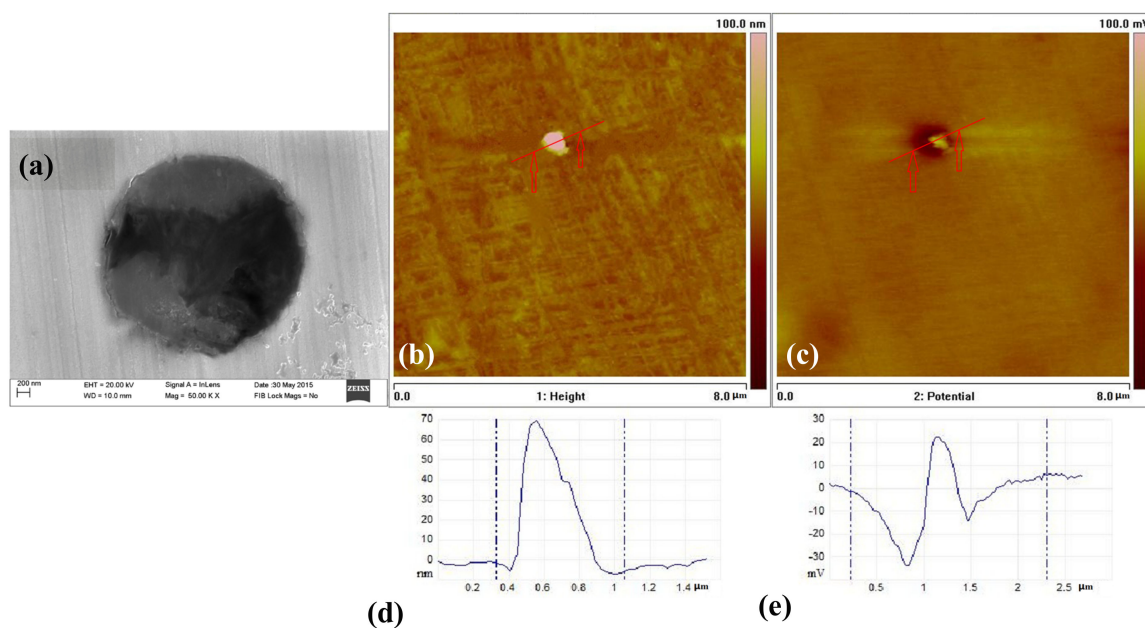 (a)
200 nm
EHT = 20.00 kV
WD = 10.0 mm
Signal A = InLens
Mag = 50.00 K X
Date :30 May 2015
FIB Lock Mags = No
ZEISS
100.0 nm
(b)
0.0
1: Height
8.0 µm
100.0 mV
(c)
0.0
2: Potential
8.0 µm
70
60
50
40
30
20
10
0
nm
0.2
0.4
0.6
0.8
1
1.2
1.4
µm
(d)
30
20
10
0
-10
-20
-30
mV
0.5
1
1.5
2
2.5
µm
(e)